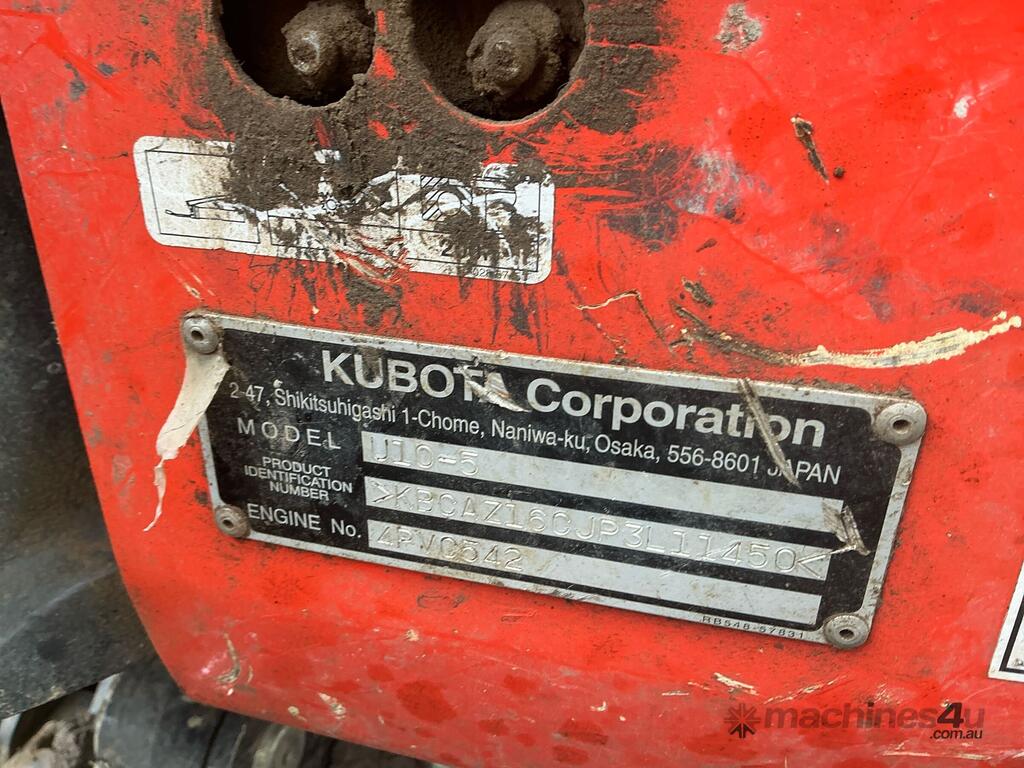 KUBOTA Corporation
2-47, Shikitsuhigashi 1-Chome, Naniwa-ku, Osaka, 556-8601 JAPAN
MODEL U10-5
PRODUCT
IDENTIFICATION
NUMBER >KBCAZ16CJP3L11450<
ENGINE No. 4PVC542
RB548-57831
machines4u
.com.au